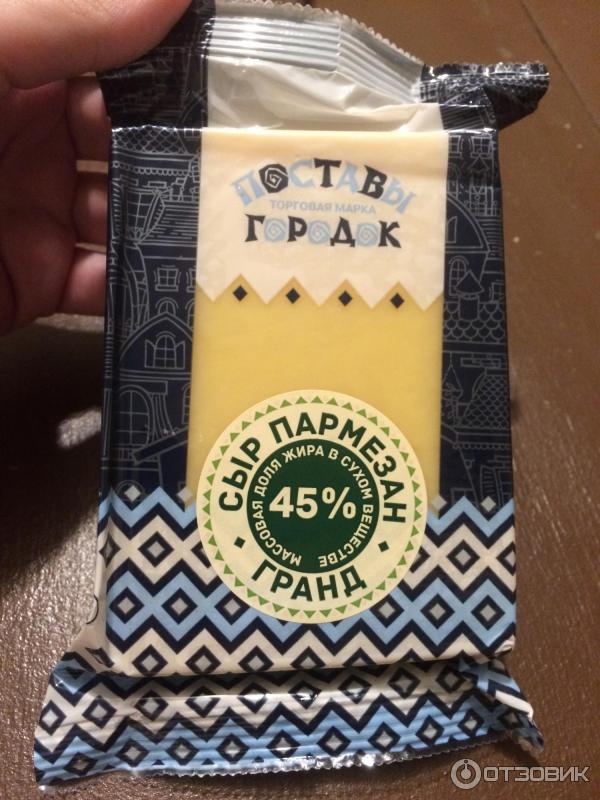 ПОСТАВЫ
ТОРГОВАЯ МАРКА
ГОРОДОК
СЫР ПАРМЕЗАН
МАССОВАЯ ДОЛЯ ЖИРА В СУХОМ ВЕЩЕСТВЕ
45%
ГРАНД
ОТЗОВИК